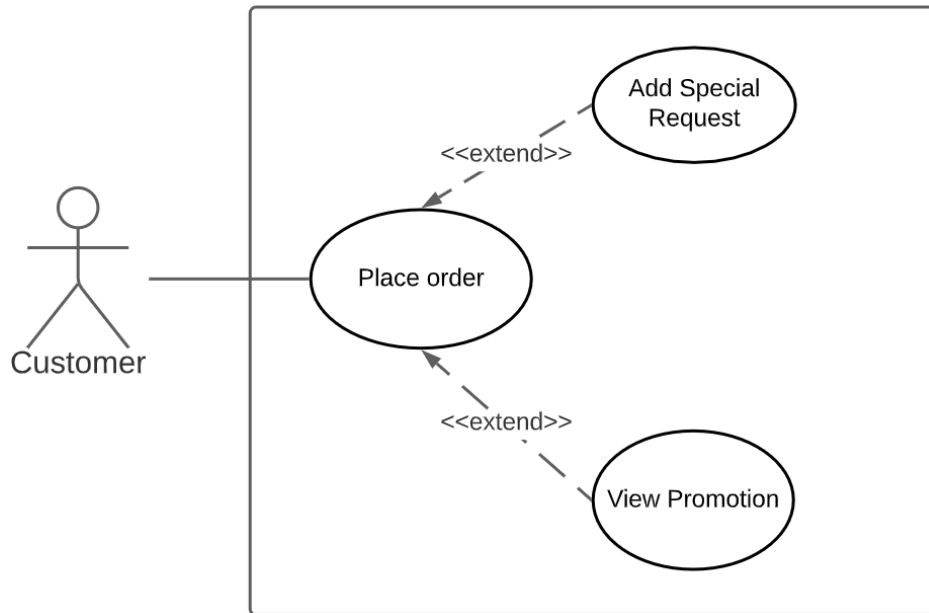 Add Special
Request
<<extend>>
Place order
Customer
<<extend>>
View Promotion